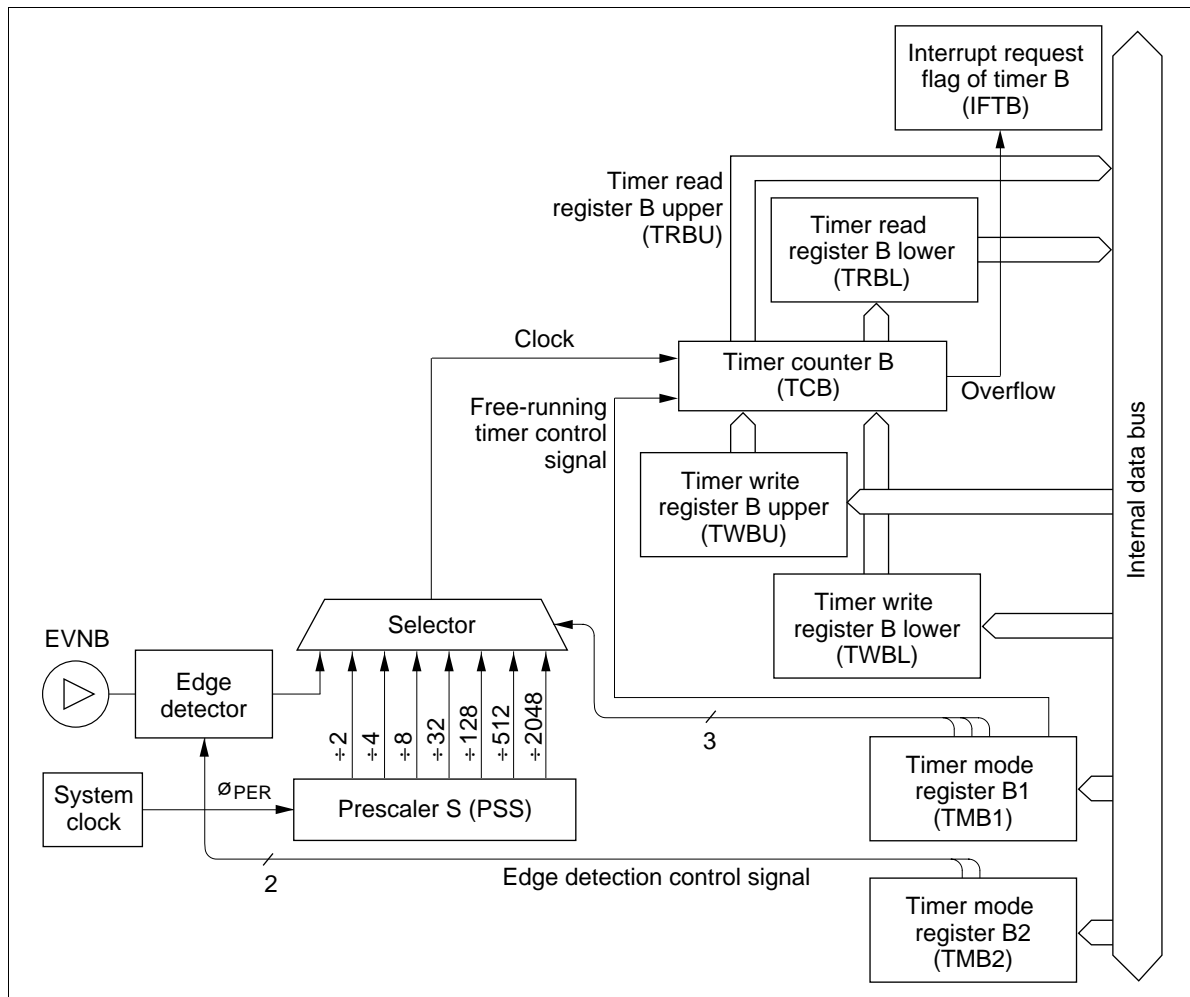 Interrupt request
flag of timer B
(IFTB)
Timer read
register B upper
(TRBU)
Timer read
register B lower
(TRBL)
Clock
Timer counter B
(TCB)
Overflow
Free-running
timer control
signal
Timer write
register B upper
(TWBU)
Internal data bus
Timer write
register B lower
(TWBL)
Selector
EVNB
Edge
detector
÷2
÷4
÷8
÷32
÷128
÷512
÷2048
3
System
clock
øPER
Prescaler S (PSS)
Timer mode
register B1
(TMB1)
2
Edge detection control signal
Timer mode
register B2
(TMB2)